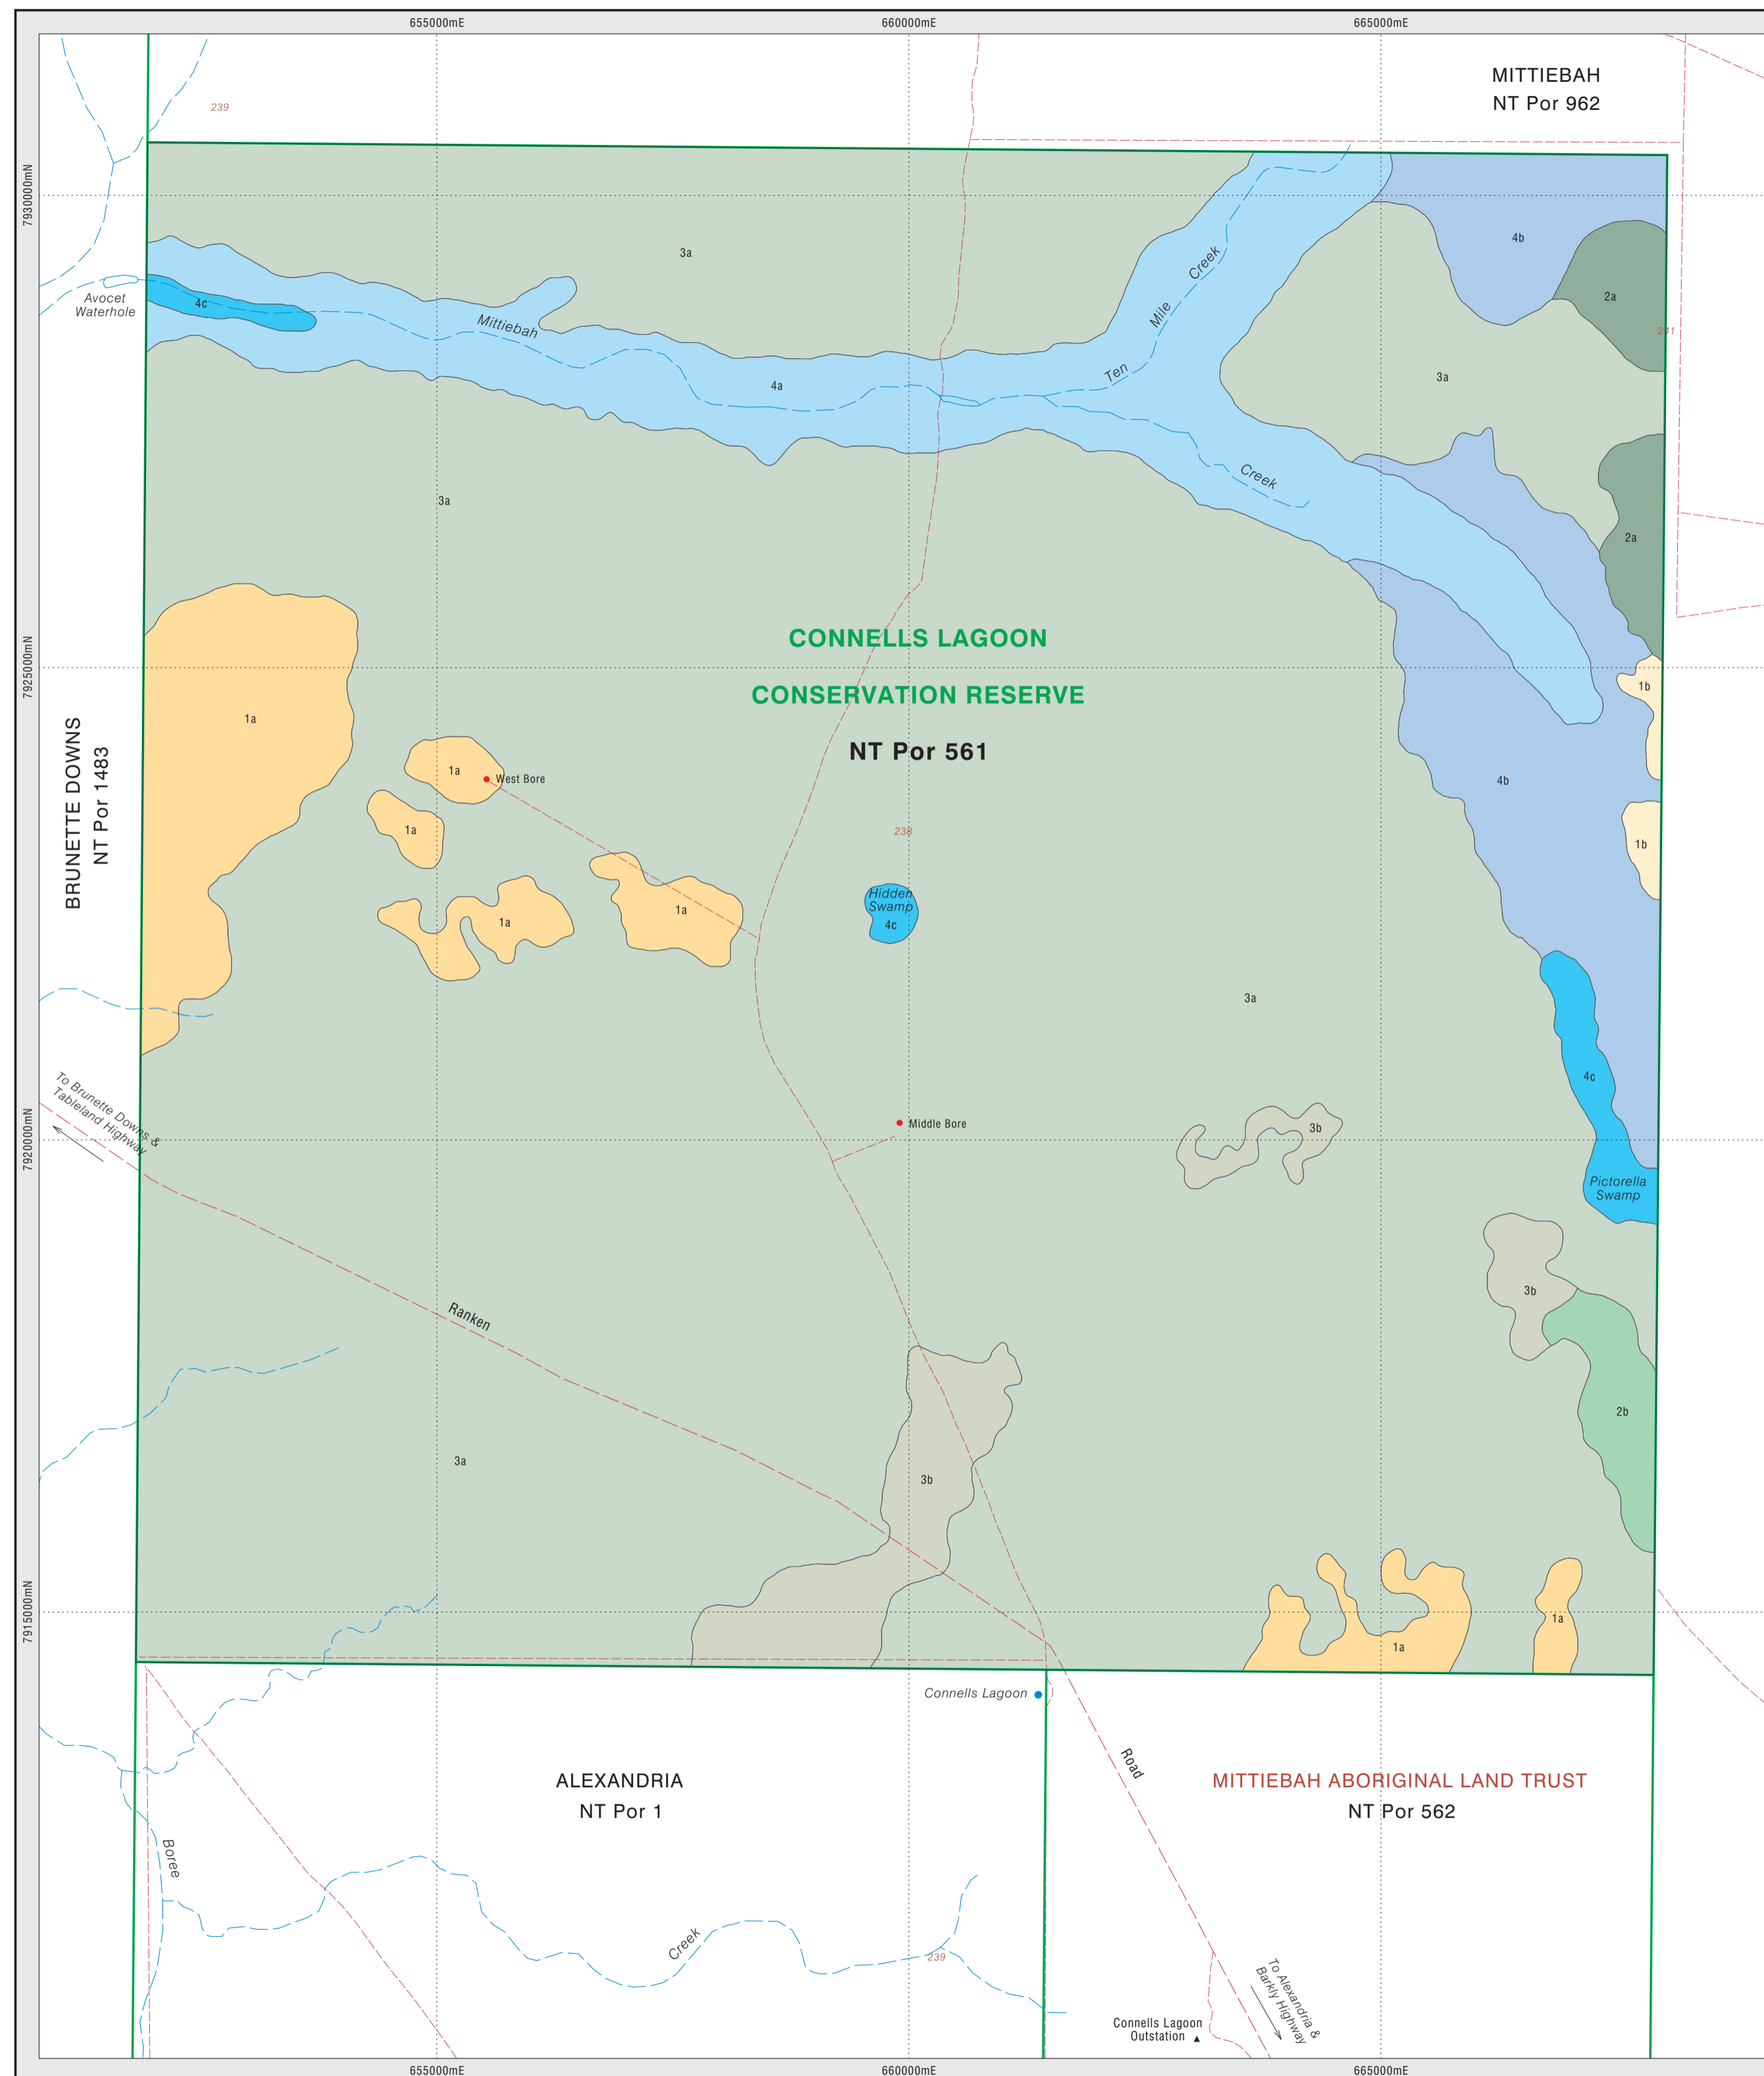 655000mE
660000mE
665000mE
MITTIEBAH
NT Por 962
239
7930000mN
4b
3a
2a
Creek
Avocet
Waterhole
4c
Mile
Mittiebah
241
Ten
3a
4a
Creek
3a
2a
CONNELLS LAGOON
7925000mN
CONSERVATION RESERVE
1b
1a
NT Por 561
BRUNETTE DOWNS
NT Por 1483
1a
West Bore
4b
1a
238
1b
Hidden
Swamp
4c
1a
1a
3a
4c
To Brunette Downs &
Tableland Highway
7920000mN
Middle Bore
3b
Pictorella
Swamp
3b
Ranken
2b
3a
3b
7915000mN
1a
1a
Connells Lagoon
Road
ALEXANDRIA
NT Por 1
MITTIEBAH ABORIGINAL LAND TRUST
NT Por 562
Boree
Creek
239
To Alexandria &
Barkly Highway
Connells Lagoon
Outstation
655000mE
660000mE
665000mE